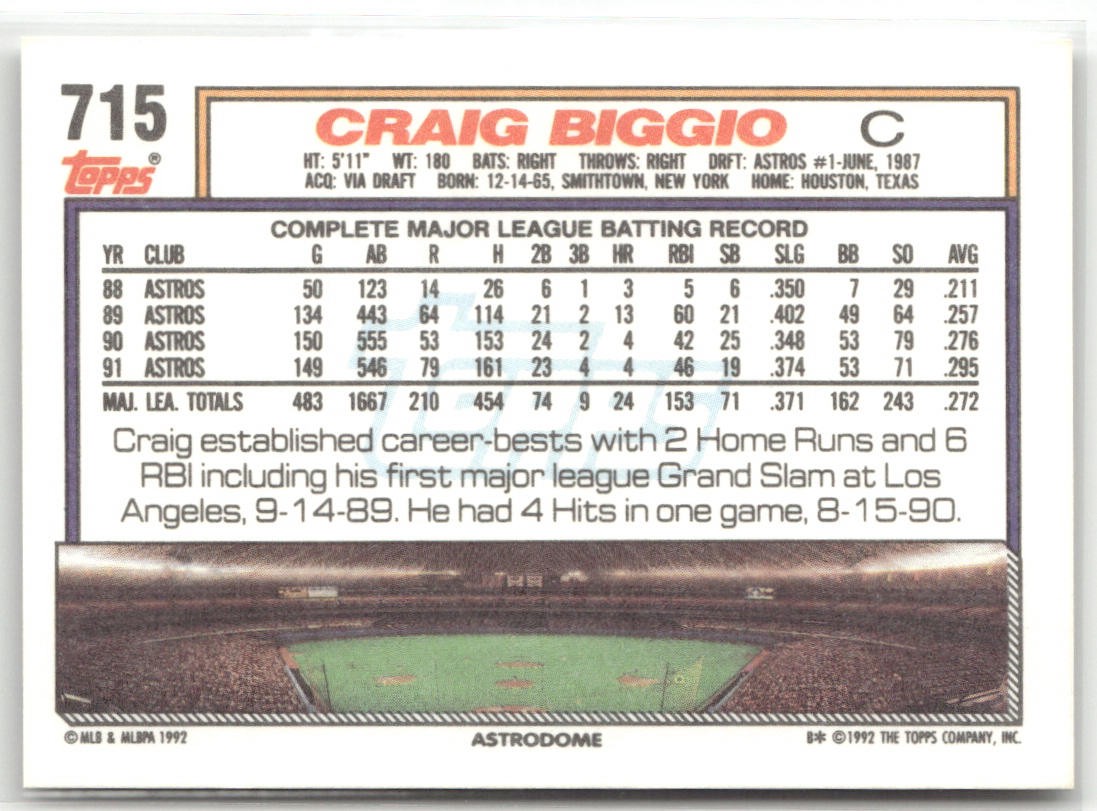 715
topps®
CRAIG BIGGIO C
HT: 5'11" WT: 180 BATS: RIGHT THROWS: RIGHT DRFT: ASTROS #1-JUNE, 1987
ACQ: VIA DRAFT BORN: 12-14-65, SMITHTOWN, NEW YORK HOME: HOUSTON, TEXAS
COMPLETE MAJOR LEAGUE BATTING RECORD
YR CLUB G AB R H 2B 3B HR RBI SB SLG BB SO AVG
88 ASTROS 50 123 14 26 6 1 3 5 6 .350 7 29 .211
89 ASTROS 134 443 64 114 21 2 13 60 21 .402 49 64 .257
90 ASTROS 150 555 53 153 24 2 4 42 25 .348 53 79 .276
91 ASTROS 149 546 79 161 23 4 4 46 19 .374 53 71 .295
MAJ. LEA. TOTALS 483 1667 210 454 74 9 24 153 71 .371 162 243 .272
topps
Craig established career-bests with 2 Home Runs and 6
RBI including his first major league Grand Slam at Los
Angeles, 9-14-89. He had 4 Hits in one game, 8-15-90.
© MLB & MLBPA 1992 ASTRODOME B* © 1992 THE TOPPS COMPANY, INC.